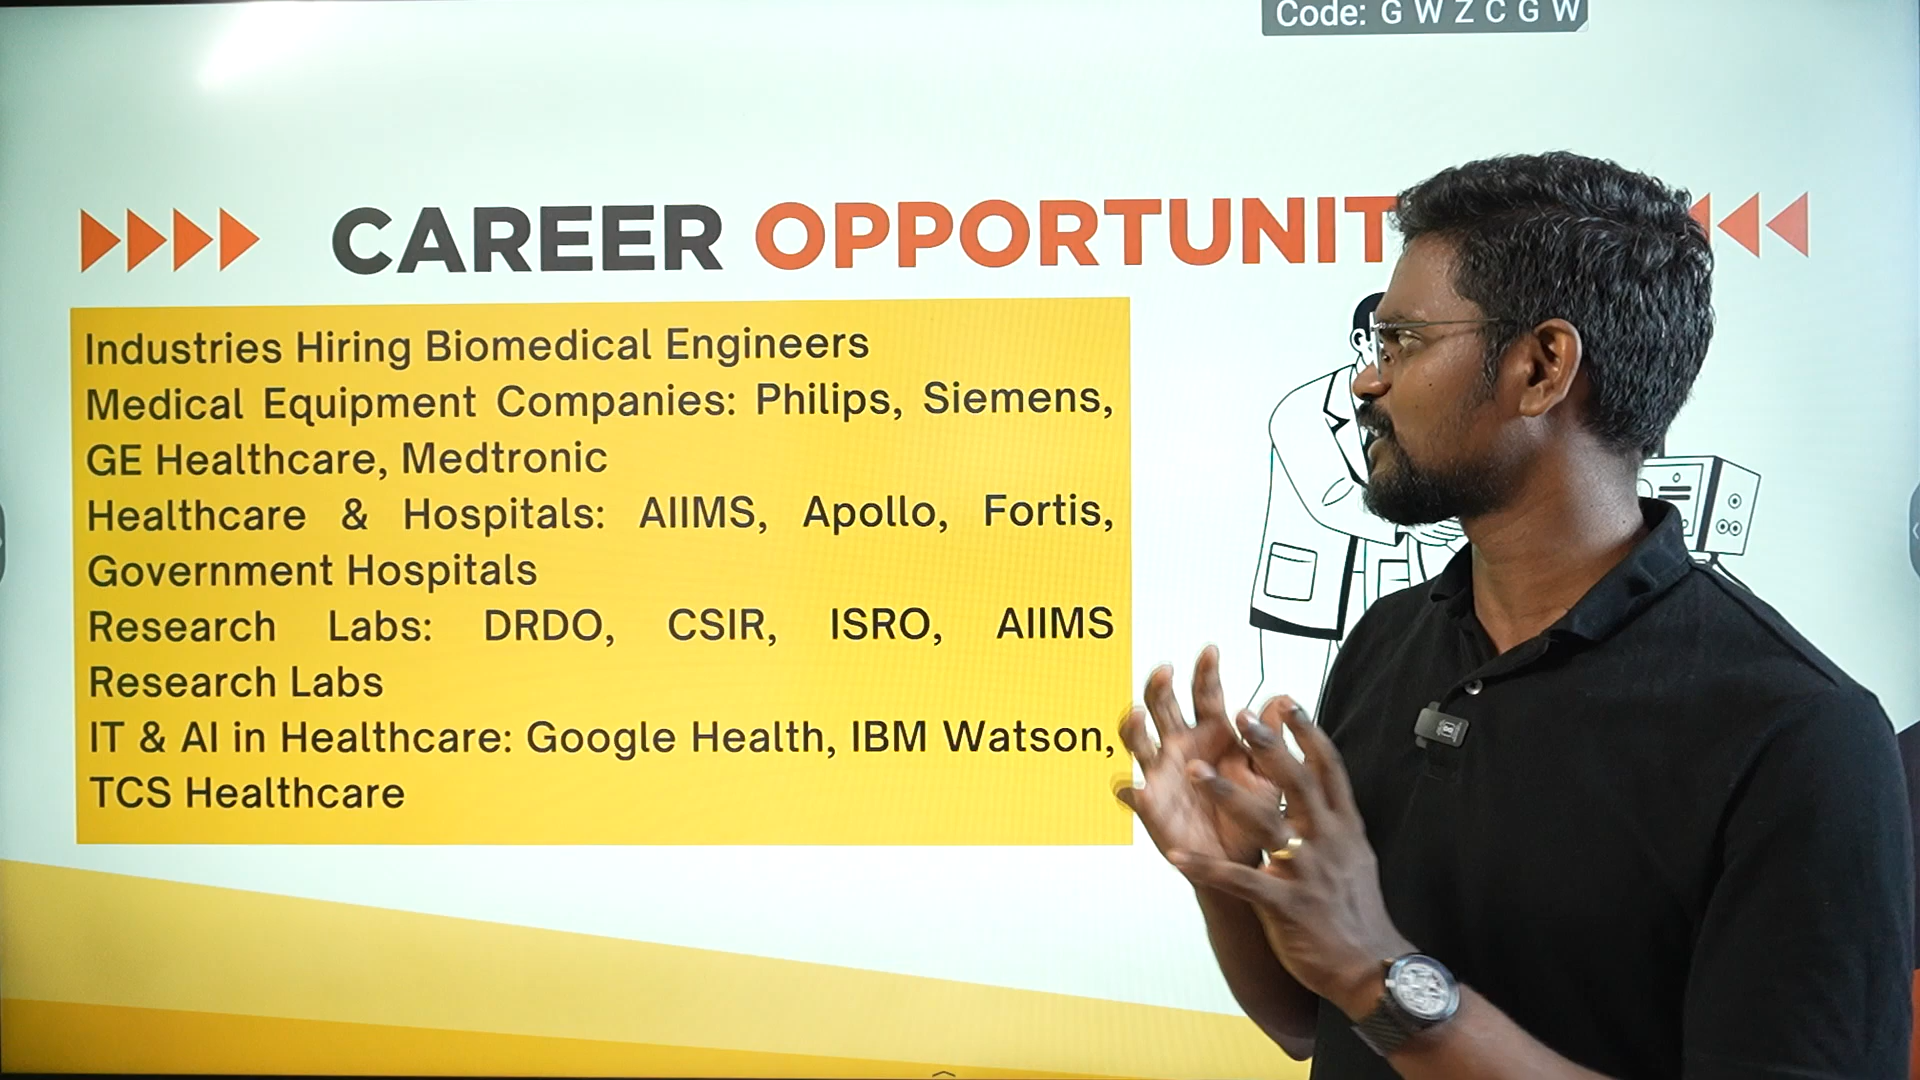 Code: G W Z C G W
CAREER OPPORTUNIT
Industries Hiring Biomedical Engineers
Medical Equipment Companies: Philips, Siemens,
GE Healthcare, Medtronic
Healthcare & Hospitals: AIIMS, Apollo, Fortis,
Government Hospitals
Research Labs: DRDO, CSIR, ISRO, AIIMS
Research Labs
IT & AI in Healthcare: Google Health, IBM Watson,
TCS Healthcare